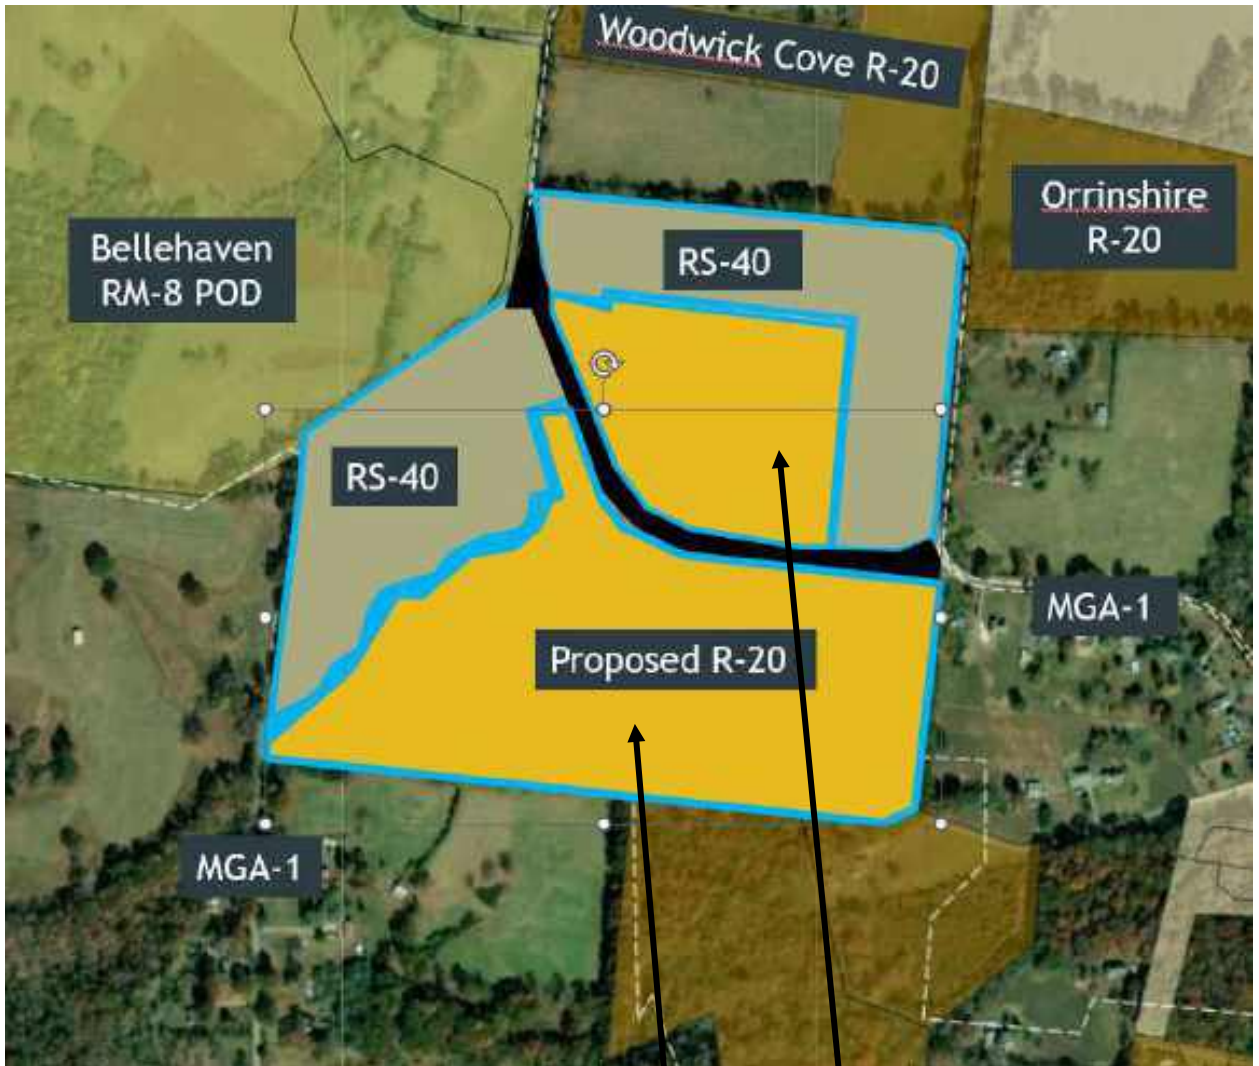 Woodwick Cove R-20
Orrinshire
R-20
Bellehaven
RM-8 POD
RS-40
RS-40
MGA-1
Proposed R-20
MGA-1